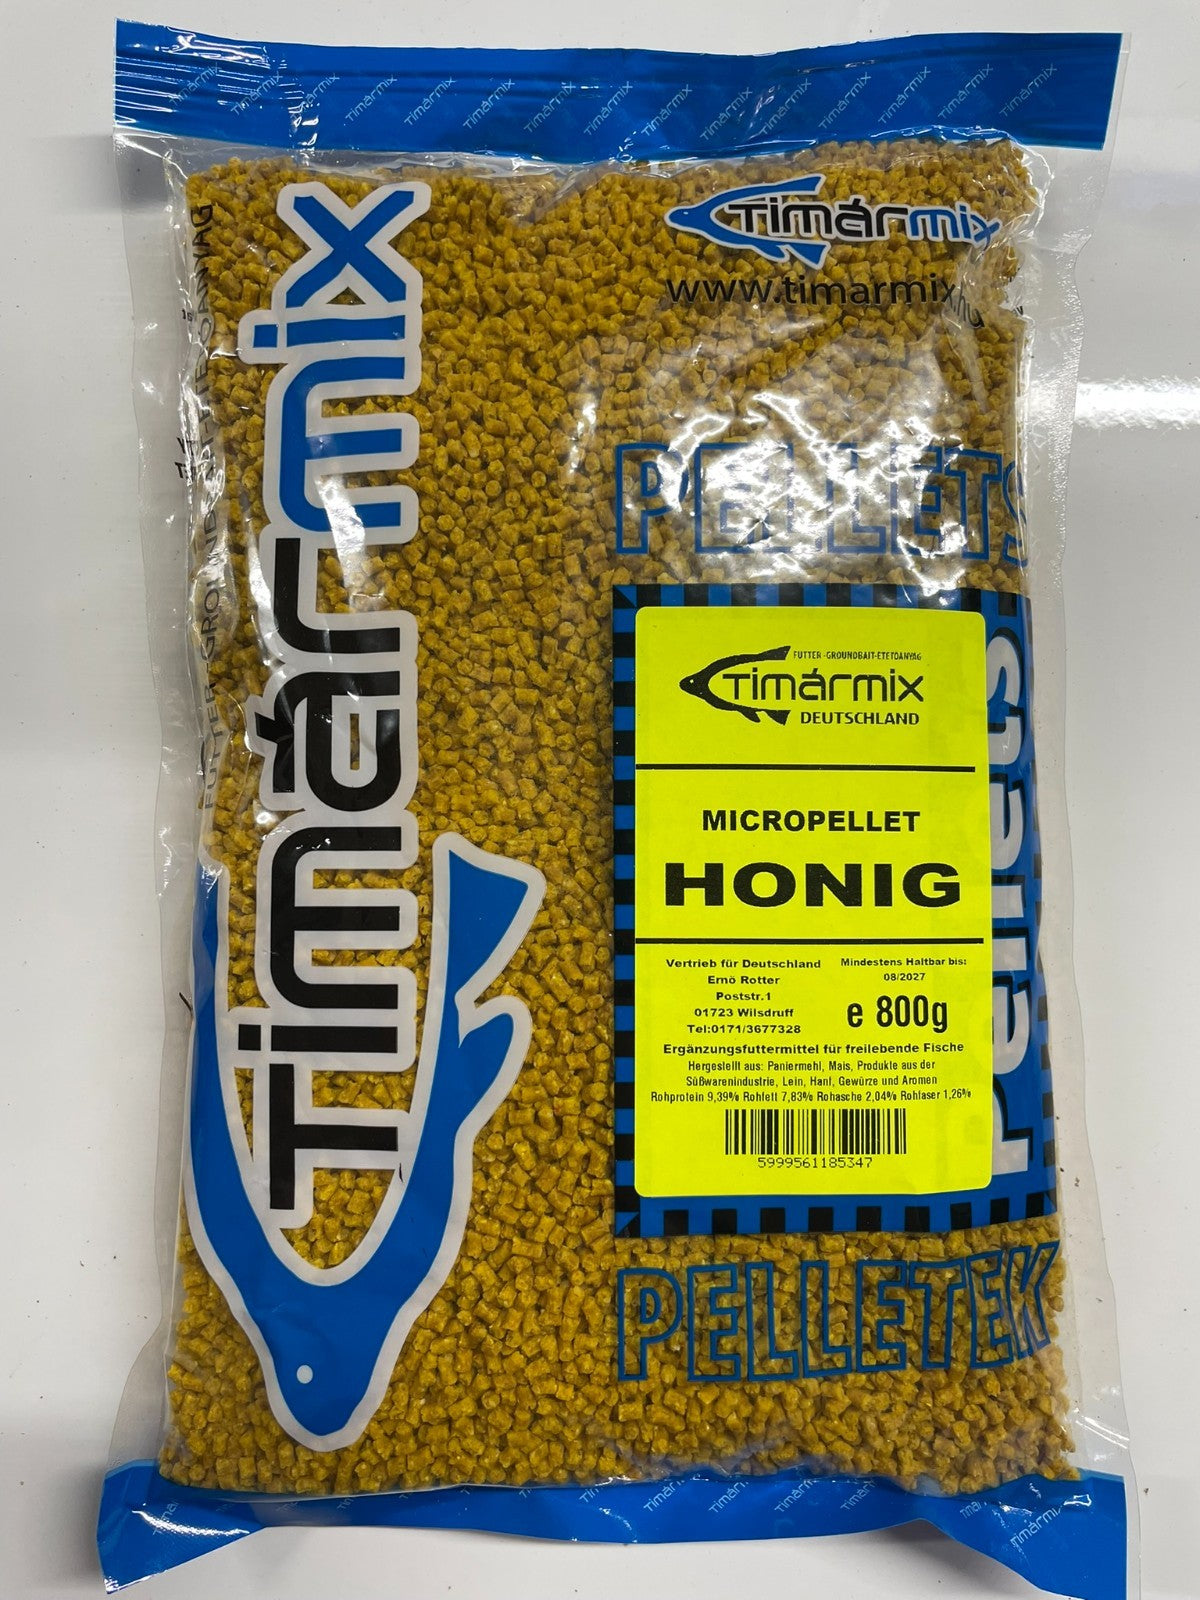 Timármix
Timármix
www.timarmix.hu
PELLETS
FUTTER-GROUNDBAIT-ETETŐANYAG
Timármix
DEUTSCHLAND
MICROPELLET
HONIG
Vertrieb für Deutschland
Ernö Rotter
Poststr.1
01723 Wilsdruff
Tel:0171/3677328
Mindestens Haltbar bis:
08/2027
e 800g
Ergänzungsfuttermittel für freilebende Fische
Hergestellt aus: Paniermehl, Mais, Produkte aus der
Süßwarenindustrie, Lein, Hanf, Gewürze und Aromen
Rohprotein 9,39% Rohfett 7,83% Rohasche 2,04% Rohfaser 1,26%
5999561185347
Pellets
PELLETEK